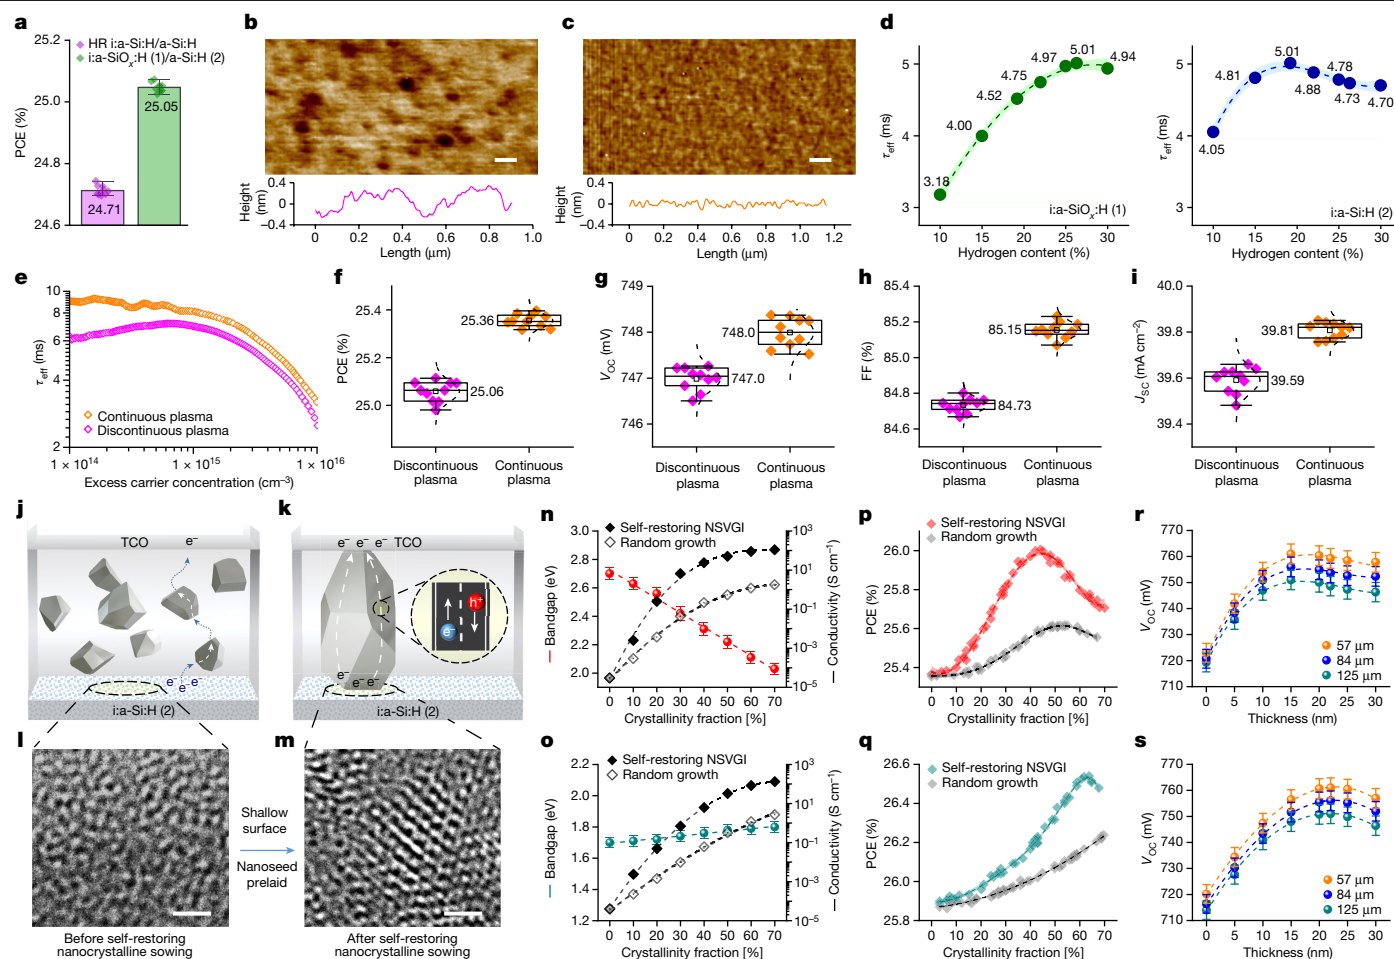 a
25.2
25.0
24.8
24.6
PCE (%)
HR i:a-Si:H/a-Si:H
i:a-SiOx:H (1)/a-Si:H (2)
25.05
24.71
b
0.4
0
−0.4
Height (nm)
0
0.2
0.4
0.6
0.8
1.0
Length (μm)
c
0.4
0
−0.4
Height (nm)
0
0.2
0.4
0.6
0.8
1.0
1.2
Length (μm)
d
5
4
3
τeff (ms)
3.18
4.00
4.52
4.75
4.97
5.01
4.94
i:a-SiOx:H (1)
10
15
19
22
25
30
Hydrogen content (%)
5
4
3
τeff (ms)
4.05
4.81
5.01
4.88
4.78
4.73
4.70
i:a-Si:H (2)
10
15
19
22
25
30
Hydrogen content (%)
e
10
8
6
4
2
τeff (ms)
Continuous plasma
Discontinuous plasma
1 × 10¹⁴
1 × 10¹⁵
1 × 10¹⁶
Excess carrier concentration (cm⁻³)
f
25.4
25.2
25.0
PCE (%)
25.36
25.06
Discontinuous plasma
Continuous plasma
g
749
748
747
746
VOC (mV)
748.0
747.0
Discontinuous plasma
Continuous plasma
h
85.4
85.2
85.0
84.8
84.6
FF (%)
85.15
84.73
Discontinuous plasma
Continuous plasma
i
40.0
39.8
39.6
39.4
JSC (mA cm⁻²)
39.81
39.59
Discontinuous plasma
Continuous plasma
j
TCO
e⁻
e⁻ e⁻ e⁻
i:a-Si:H (2)
k
e⁻ e⁻ e⁻ TCO
h⁺
e⁻
e⁻ e⁻ e⁻
i:a-Si:H (2)
l
Before self-restoring
nanocrystalline sowing
Shallow
surface
Nanoseed
prelaid
m
After self-restoring
nanocrystalline sowing
n
3.0
2.8
2.6
2.4
2.2
2.0
Bandgap (eV)
Self-restoring NSVGI
Random growth
10³
10¹
10⁻¹
10⁻³
10⁻⁵
Conductivity (S cm⁻¹)
0
10
20
30
40
50
60
70
Crystallinity fraction [%]
o
2.2
2.0
1.8
1.6
1.4
1.2
Bandgap (eV)
Self-restoring NSVGI
Random growth
10³
10¹
10⁻¹
10⁻²
10⁻⁴
10⁻⁵
Conductivity (S cm⁻¹)
0
10
20
30
40
50
60
70
Crystallinity fraction [%]
p
26.0
25.8
25.6
25.4
PCE (%)
Self-restoring NSVGI
Random growth
0
10
20
30
40
50
60
70
Crystallinity fraction [%]
q
26.6
26.4
26.2
26.0
25.8
PCE (%)
Self-restoring NSVGI
Random growth
0
10
20
30
40
50
60
70
Crystallinity fraction [%]
r
770
760
750
740
730
720
710
VOC (mV)
57 μm
84 μm
125 μm
0
5
10
15
20 22
25
30
Thickness (nm)
s
770
760
750
740
730
720
710
VOC (mV)
57 μm
84 μm
125 μm
0
5
10
15
20 22
25
30
Thickness (nm)